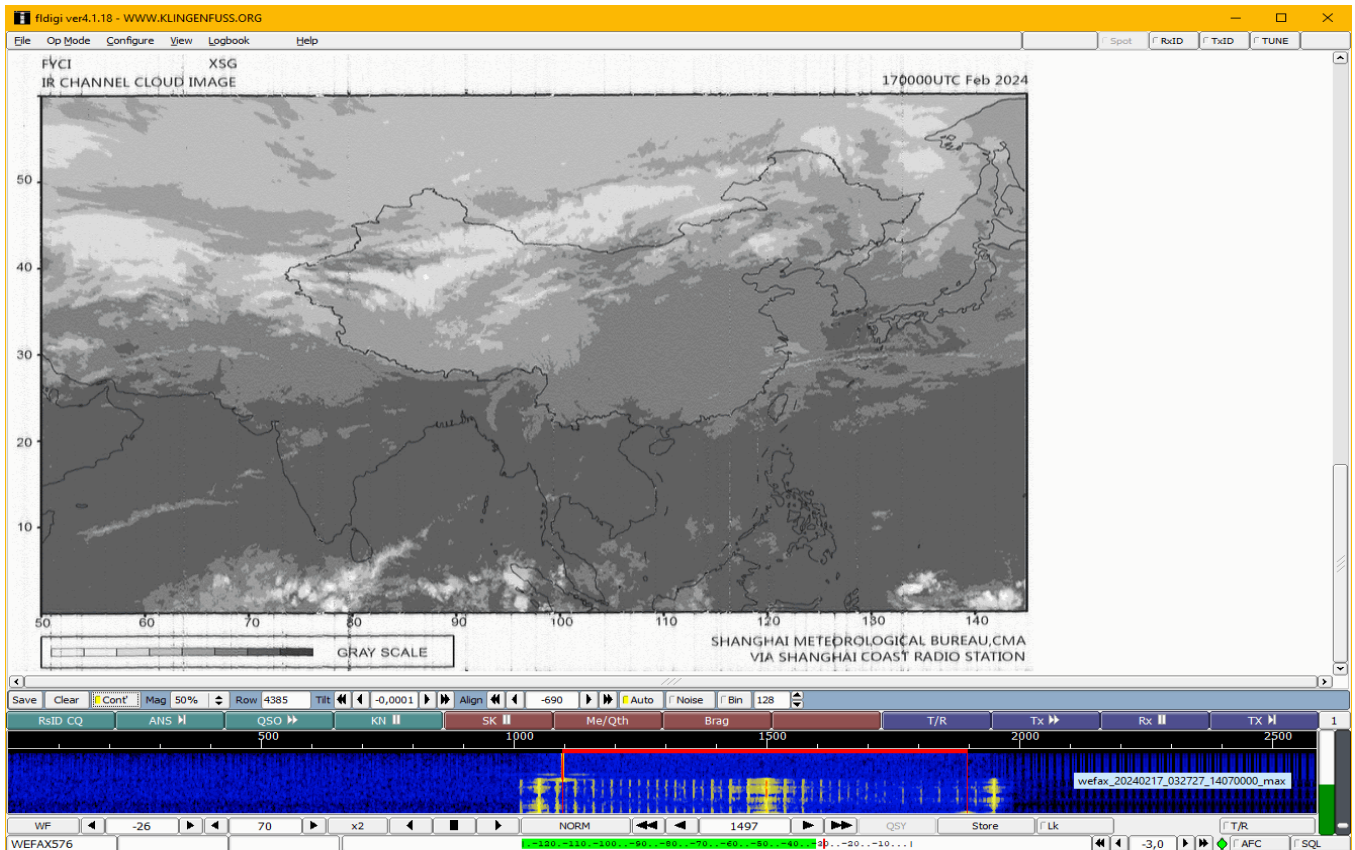 fldigi ver4.1.18 - WWW.KLINGENFUSS.ORG
File Op Mode Configure View Logbook Help Spot RxID TxID TUNE
FYCI XSG
IR CHANNEL CLOUD IMAGE 170000UTC Feb 2024
50
40
30
20
10
50 60 70 80 90 100 110 120 130 140
SHANGHAI METEOROLOGICAL BUREAU,CMA
GRAY SCALE
VIA SHANGHAI COAST RADIO STATION
Save Clear Cont' Mag 50% Row 4385 Tilt -0,0001 Align -690 Auto Noise Bin 128
RsID CQ ANS QSO KN SK Me/Qth Brag T/R Tx Rx TX 1
500 1000 1500 2000 2500
wefax_20240217_032727_14070000_max
WF -26 70 x2 NORM 1497 QSY Store Lk T/R
WEFAX576 -3,0 AFC SQL